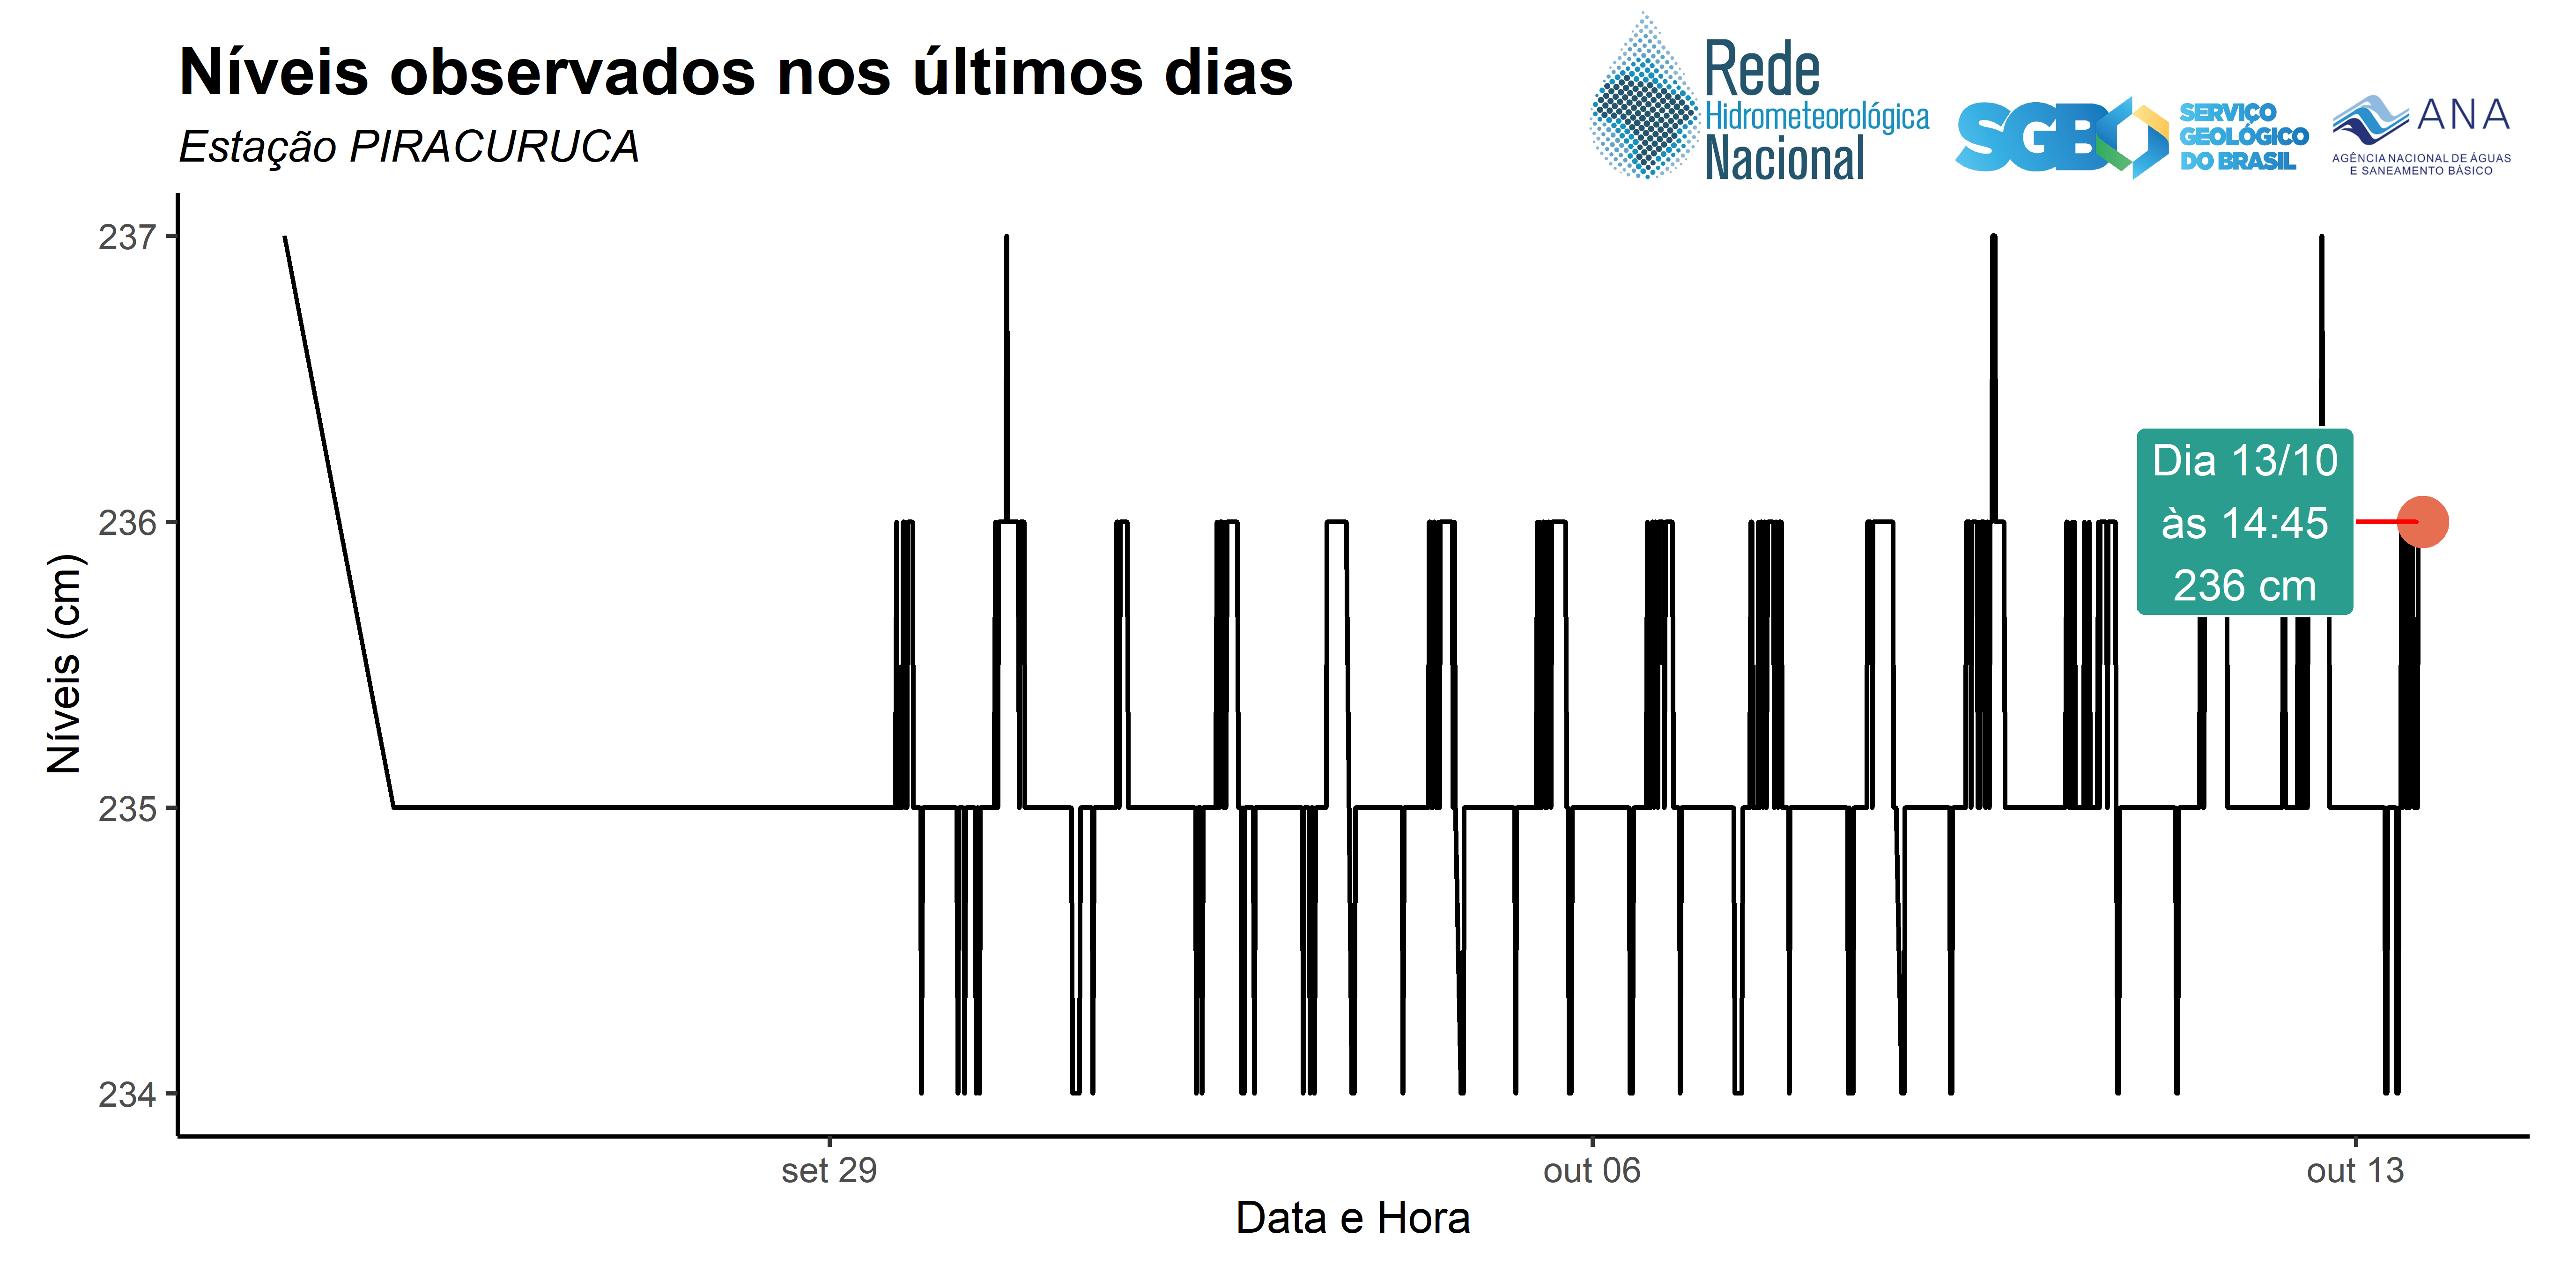 Níveis observados nos últimos dias
Estação PIRACURUCA
Rede
Hidrometeorológica
Nacional
SGB
SERVIÇO
GEOLÓGICO
DO BRASIL
ANA
AGÊNCIA NACIONAL DE ÁGUAS
E SANEAMENTO BÁSICO
237
236
235
234
Níveis (cm)
Dia 13/10
às 14:45
236 cm
set 29
out 06
out 13
Data e Hora